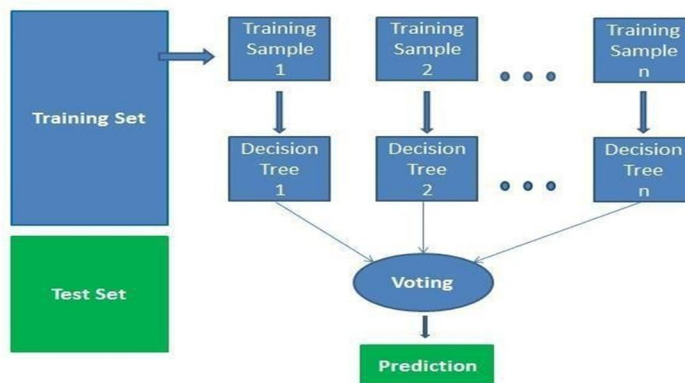 Training Set
Training
Sample
1
Training
Sample
2
Training
Sample
n
Decision
Tree
1
Decision
Tree
2
Decision
Tree
n
Test Set
Voting
Prediction